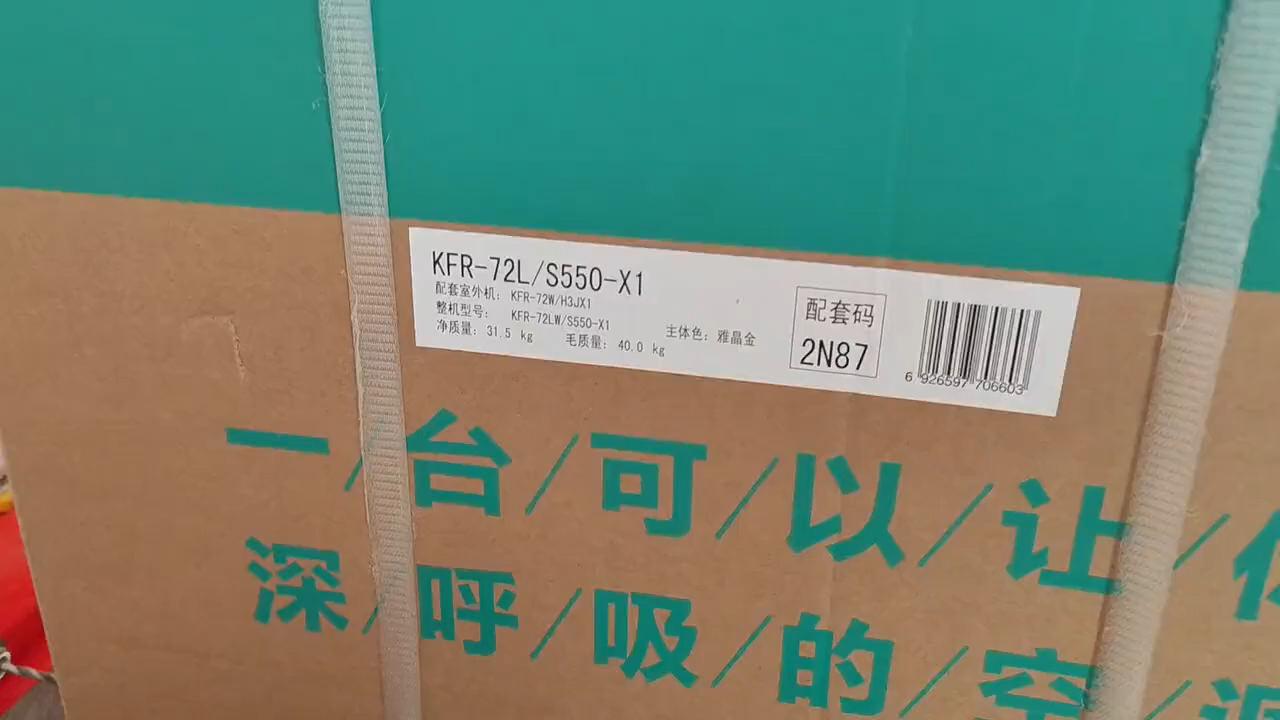 KFR-72L/S550-X1
配套室外机: KFR-72W/H3JX1
整机型号: KFR-72LW/S550-X1
净质量: 31.5 kg 毛质量: 40.0 kg 主体色: 雅晶金
配套码
2N87
6 926597 706603
一/台/可/以/让/
深/呼/吸/的/空/